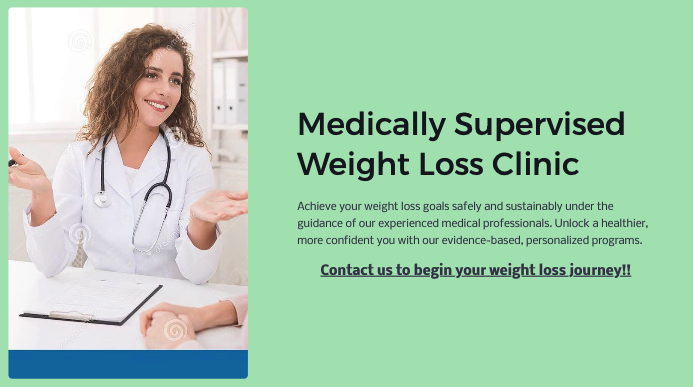 Medically Supervised
Weight Loss Clinic
Achieve your weight loss goals safely and sustainably under the
guidance of our experienced medical professionals. Unlock a healthier,
more confident you with our evidence-based, personalized programs.
Contact us to begin your weight loss journey!!